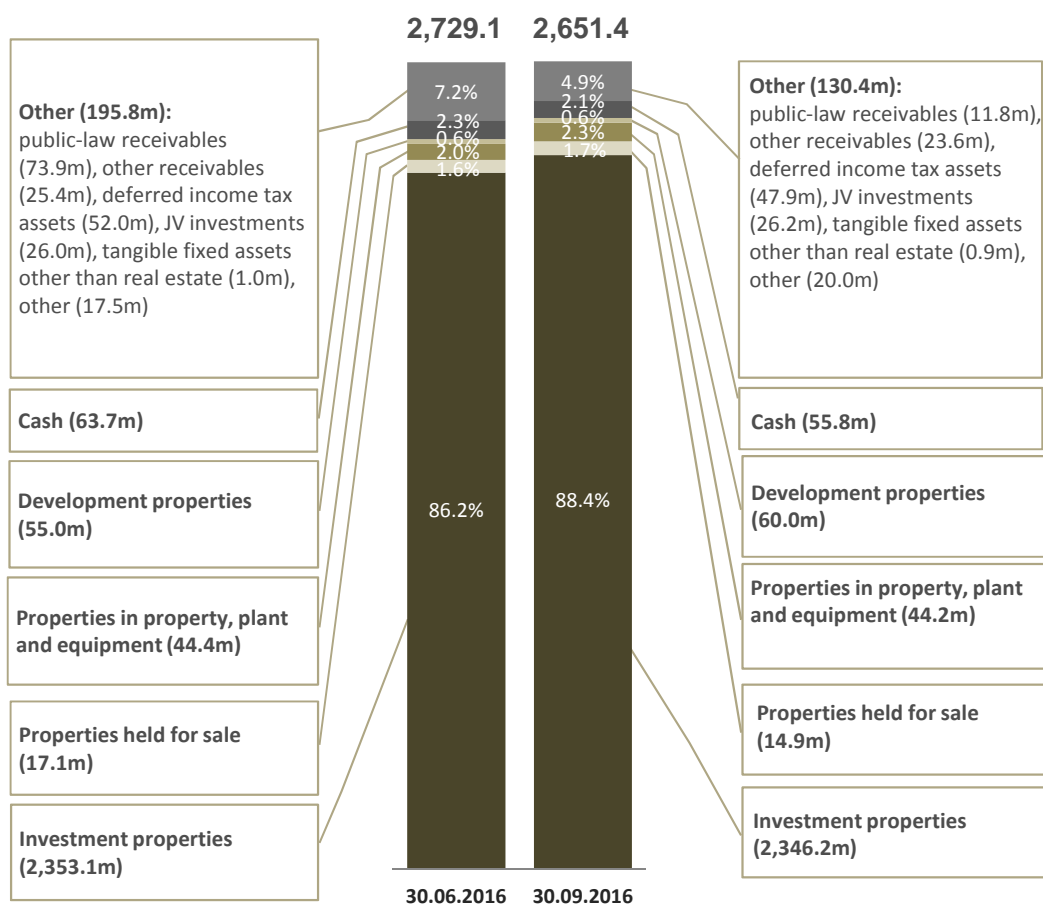 2,729.1
2,651.4
Other (195.8m):
public-law receivables
(73.9m), other receivables
(25.4m), deferred income tax
assets (52.0m), JV investments
(26.0m), tangible fixed assets
other than real estate (1.0m),
other (17.5m)
Cash (63.7m)
Development properties
(55.0m)
Properties in property, plant
and equipment (44.4m)
Properties held for sale
(17.1m)
Investment properties
(2,353.1m)
7.2%
2.3%
0.6%
2.0%
1.6%
86.2%
30.06.2016
4.9%
2.1%
0.6%
2.3%
1.7%
88.4%
30.09.2016
Other (130.4m):
public-law receivables (11.8m),
other receivables (23.6m),
deferred income tax assets
(47.9m), JV investments
(26.2m), tangible fixed assets
other than real estate (0.9m),
other (20.0m)
Cash (55.8m)
Development properties
(60.0m)
Properties in property, plant
and equipment (44.2m)
Properties held for sale
(14.9m)
Investment properties
(2,346.2m)